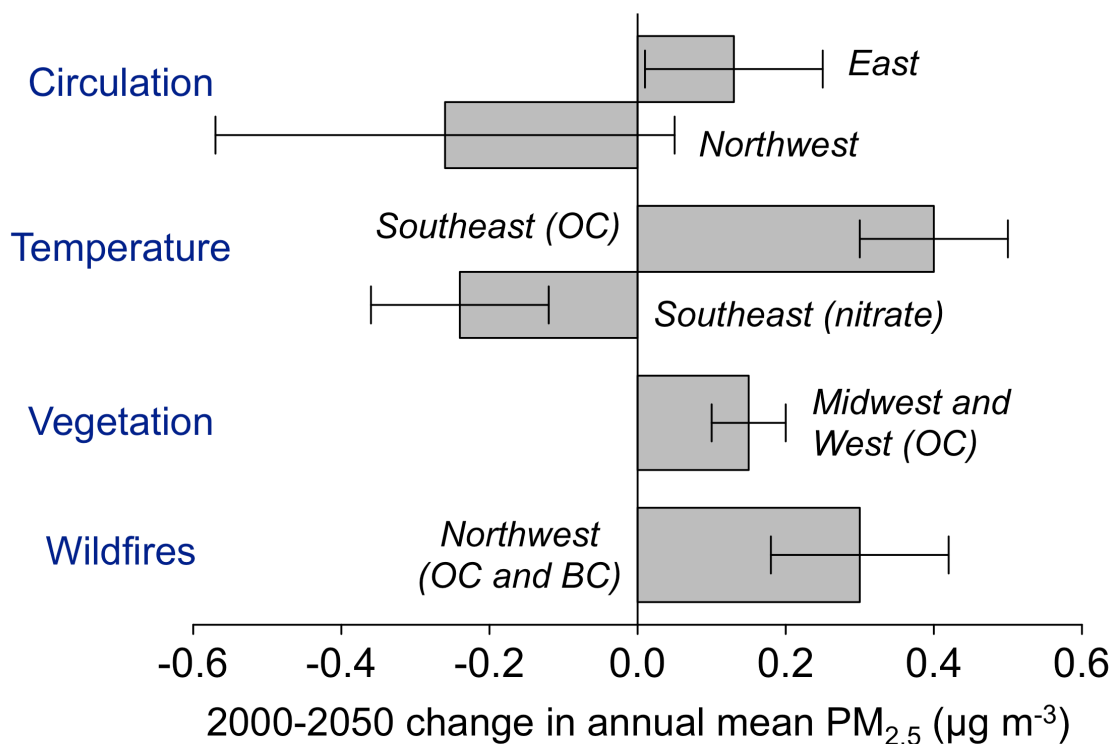 Circulation
East
Northwest
Temperature
Southeast (OC)
Southeast (nitrate)
Vegetation
Midwest and
West (OC)
Wildfires
Northwest
(OC and BC)
-0.6 -0.4 -0.2 0.0 0.2 0.4 0.6
2000-2050 change in annual mean PM2.5 (μg m-3)